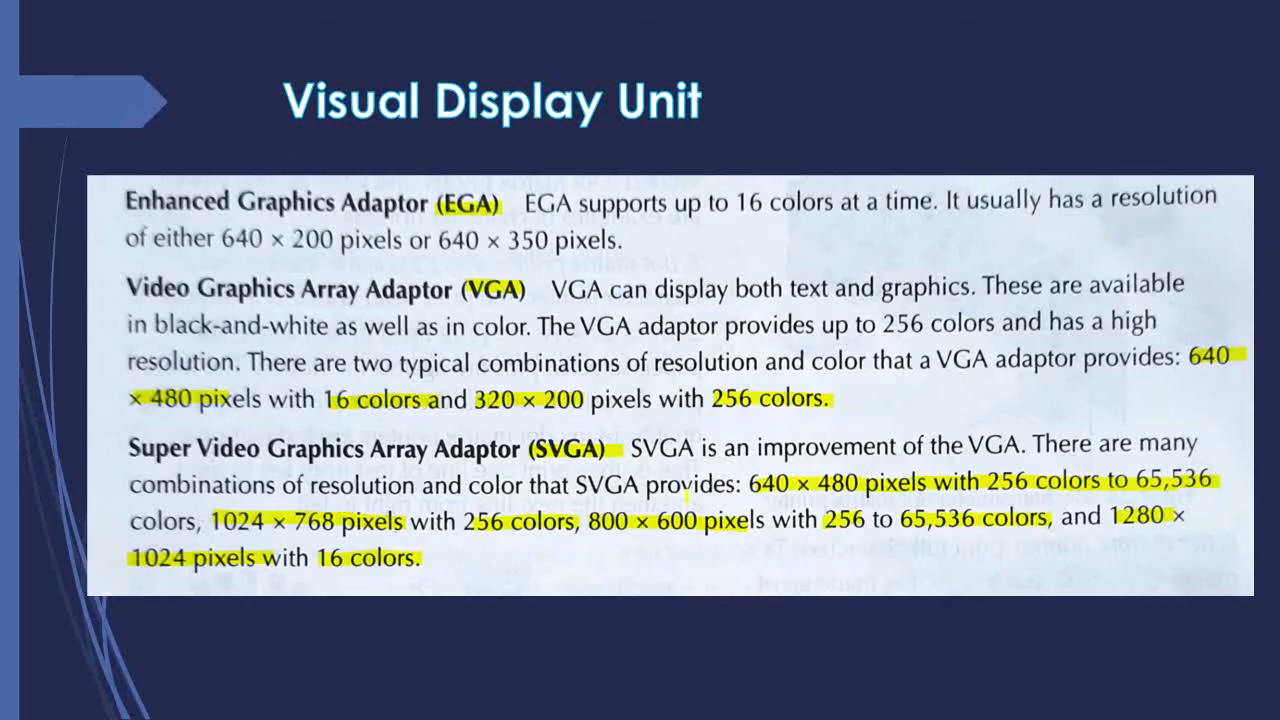 Visual Display Unit
Enhanced Graphics Adaptor (EGA) EGA supports up to 16 colors at a time. It usually has a resolution
of either 640 × 200 pixels or 640 × 350 pixels.
Video Graphics Array Adaptor (VGA) VGA can display both text and graphics. These are available
in black-and-white as well as in color. The VGA adaptor provides up to 256 colors and has a high
resolution. There are two typical combinations of resolution and color that a VGA adaptor provides: 640
× 480 pixels with 16 colors and 320 × 200 pixels with 256 colors.
Super Video Graphics Array Adaptor (SVGA) SVGA is an improvement of the VGA. There are many
combinations of resolution and color that SVGA provides: 640 × 480 pixels with 256 colors to 65,536
colors, 1024 × 768 pixels with 256 colors, 800 × 600 pixels with 256 to 65,536 colors, and 1280 ×
1024 pixels with 16 colors.